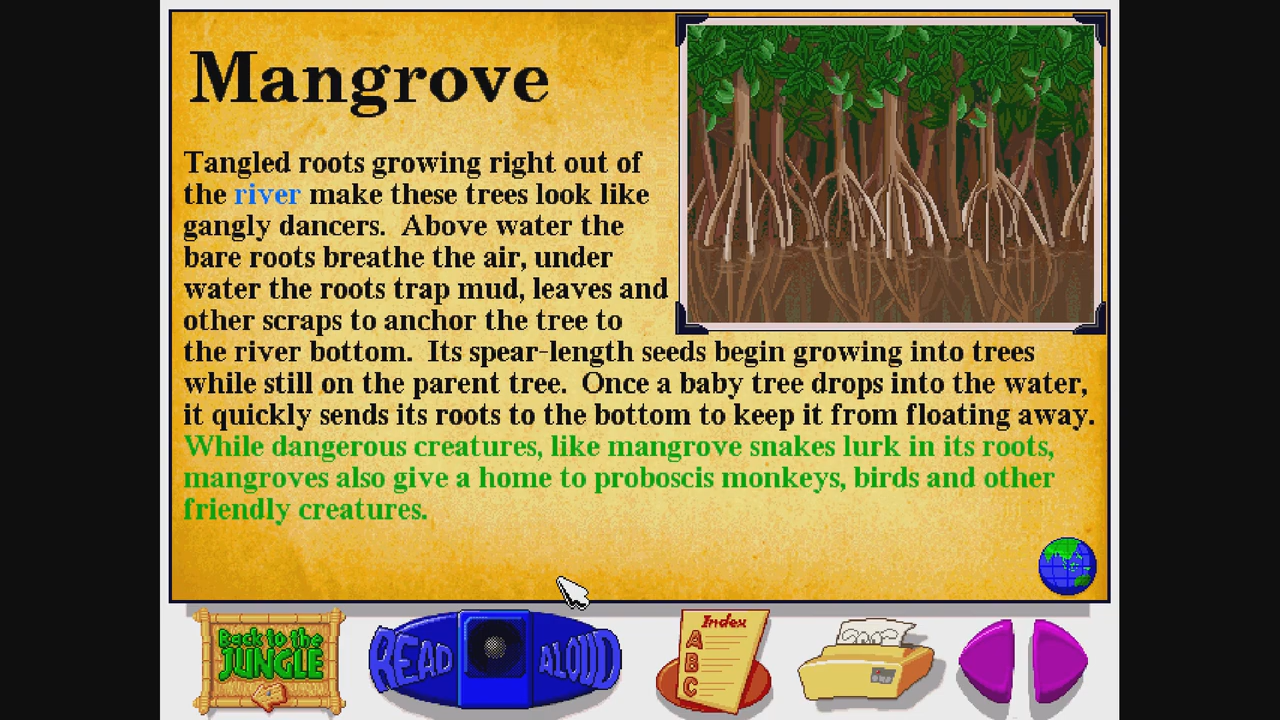 Mangrove
Tangled roots growing right out of
the river make these trees look like
gangly dancers.  Above water the
bare roots breathe the air, under
water the roots trap mud, leaves and
other scraps to anchor the tree to
the river bottom.  Its spear-length seeds begin growing into trees
while still on the parent tree.  Once a baby tree drops into the water,
it quickly sends its roots to the bottom to keep it from floating away.
While dangerous creatures, like mangrove snakes lurk in its roots,
mangroves also give a home to proboscis monkeys, birds and other
friendly creatures.
Back to the
JUNGLE
READ ALOUD
Index
A
B
C